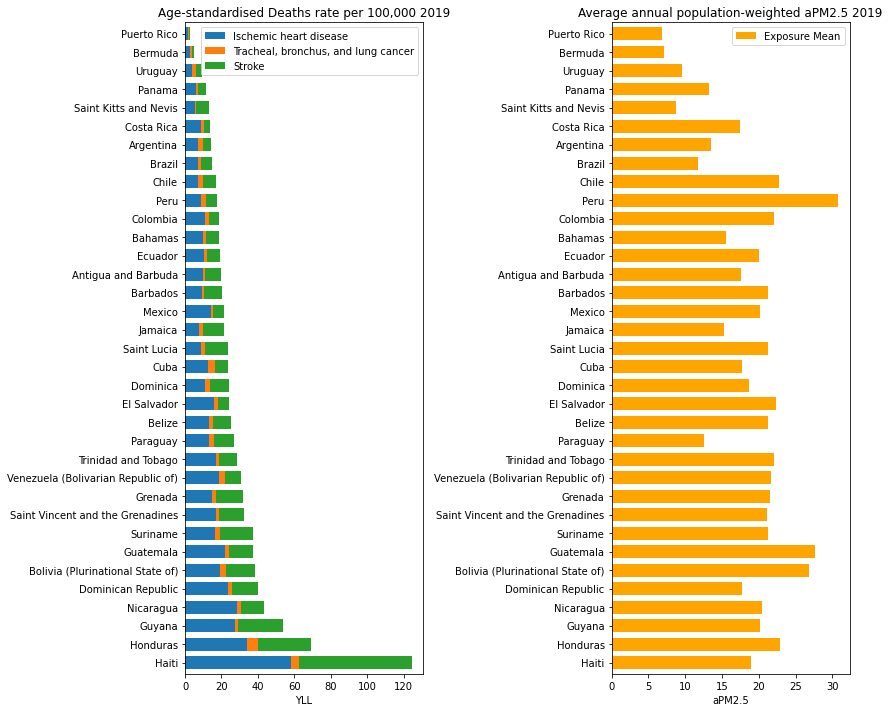 Age-standardised Deaths rate per 100,000 2019
Ischemic heart disease
Tracheal, bronchus, and lung cancer
Stroke
Puerto Rico
Bermuda
Uruguay
Panama
Saint Kitts and Nevis
Costa Rica
Argentina
Brazil
Chile
Peru
Colombia
Bahamas
Ecuador
Antigua and Barbuda
Barbados
Mexico
Jamaica
Saint Lucia
Cuba
Dominica
El Salvador
Belize
Paraguay
Trinidad and Tobago
Venezuela (Bolivarian Republic of)
Grenada
Saint Vincent and the Grenadines
Suriname
Guatemala
Bolivia (Plurinational State of)
Dominican Republic
Nicaragua
Guyana
Honduras
Haiti
0 20 40 60 80 100 120
YLL
Average annual population-weighted aPM2.5 2019
Exposure Mean
Puerto Rico
Bermuda
Uruguay
Panama
Saint Kitts and Nevis
Costa Rica
Argentina
Brazil
Chile
Peru
Colombia
Bahamas
Ecuador
Antigua and Barbuda
Barbados
Mexico
Jamaica
Saint Lucia
Cuba
Dominica
El Salvador
Belize
Paraguay
Trinidad and Tobago
Venezuela (Bolivarian Republic of)
Grenada
Saint Vincent and the Grenadines
Suriname
Guatemala
Bolivia (Plurinational State of)
Dominican Republic
Nicaragua
Guyana
Honduras
Haiti
0 5 10 15 20 25 30
aPM2.5